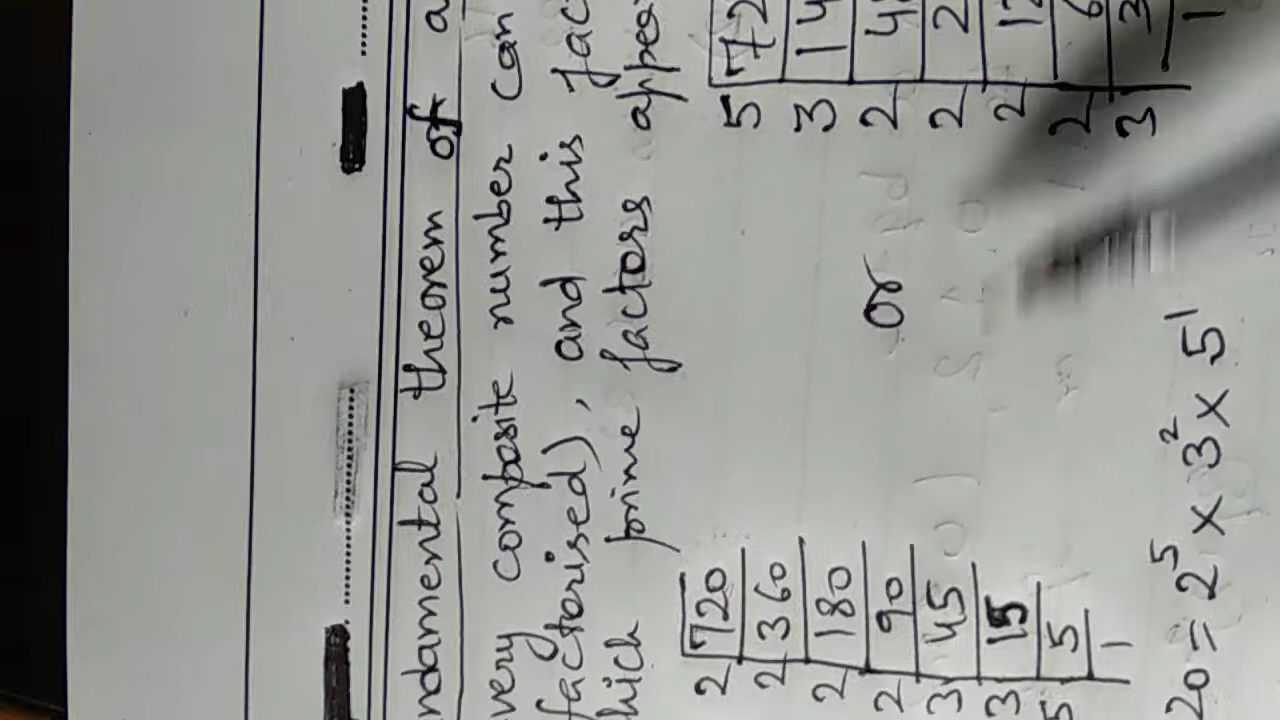 ndamental theorem of a
very composite number can
factorised), and this fac
hich prime factors appea
2 720 5 72
2 360 3 14
2 180 or 2 4
2 90 2 2
3 45 2 12
3 15 2 6
5 5 3 3
1 1
20 = 2⁵ × 3² × 5¹